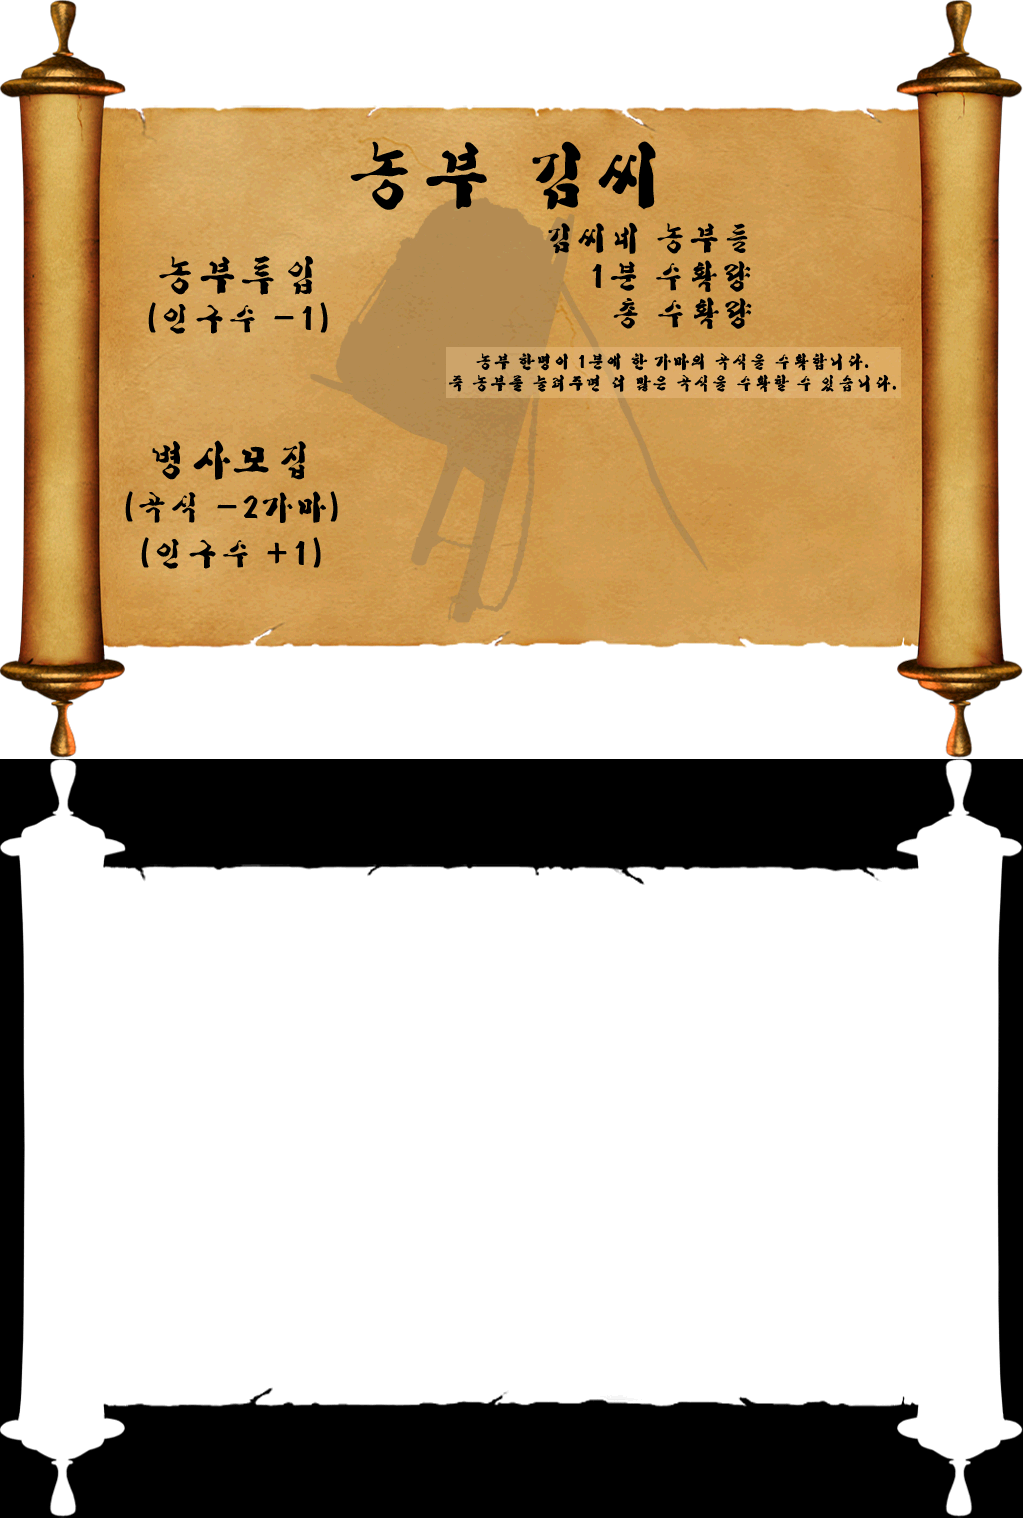 농부 김씨
농부투입
(인구수 -1)
김씨네 농부들
1분 수확량
총 수확량
농부 한명이 1분에 한 가마의 곡식을 수확합니다.
즉 농부를 늘려주면 더 많은 곡식을 수확할 수 있습니다.
병사모집
(곡식 -2가마)
(인구수 +1)